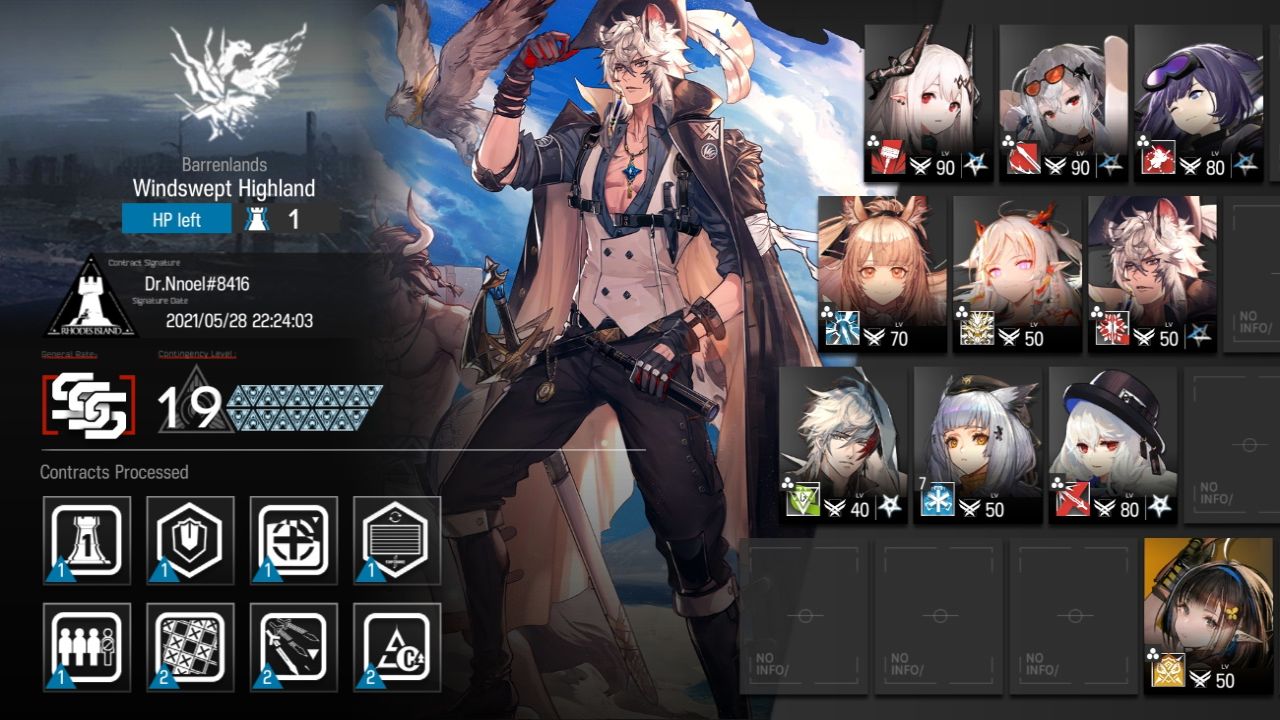 Barrenlands
Windswept Highland
HP left 1
Contract Signature
Dr.Nnoel#8416
Signature Date
2021/05/28 22:24:03
RHODES ISLAND
General Rate:
Contingency Level:
SSS
19
Contracts Processed
1
1 1 1 1
1 2 2 2
C
LV
90
LV
90
LV
80
LV
70
LV
50
LV
50
NO
INFO/
LV
40
7
LV
50
LV
80
NO
INFO/
NO
INFO/
NO
INFO/
NO
INFO/
LV
50